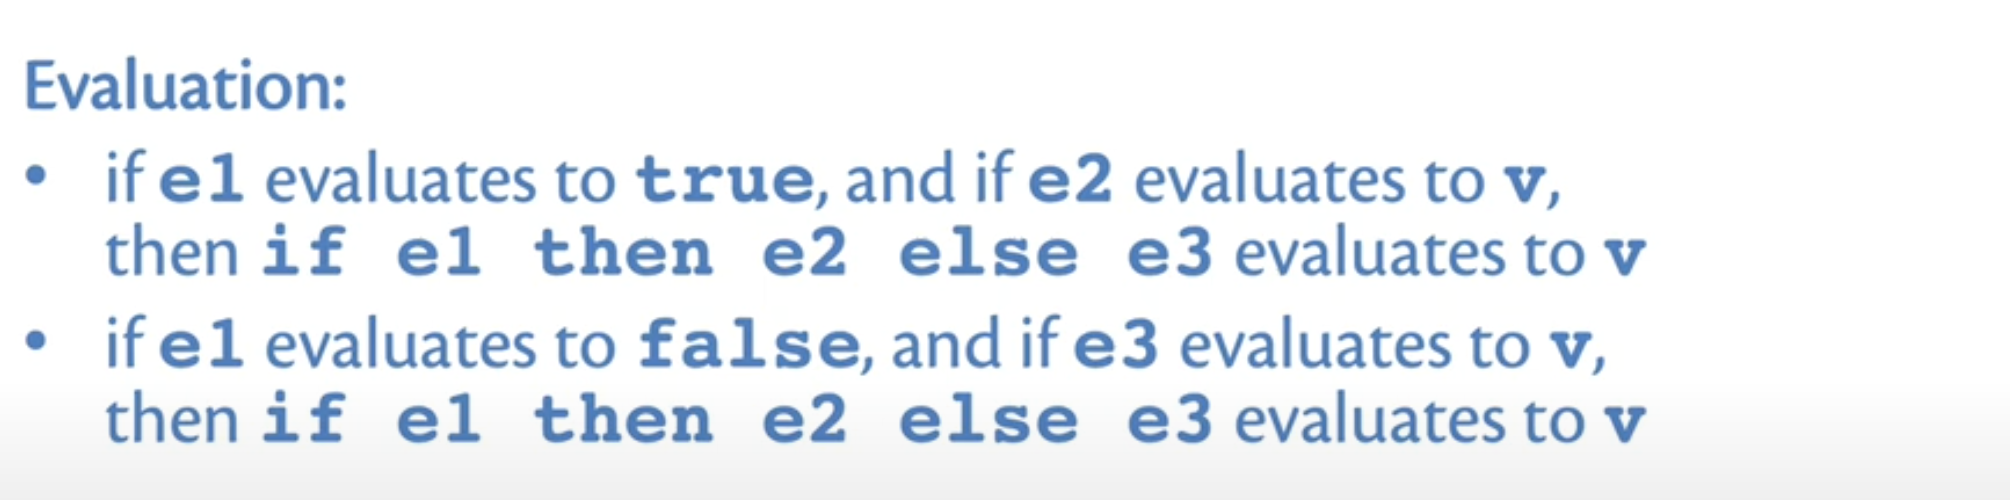 Evaluation:
• if e1 evaluates to true, and if e2 evaluates to v,
then if e1 then e2 else e3 evaluates to v
• if e1 evaluates to false, and if e3 evaluates to v,
then if e1 then e2 else e3 evaluates to v